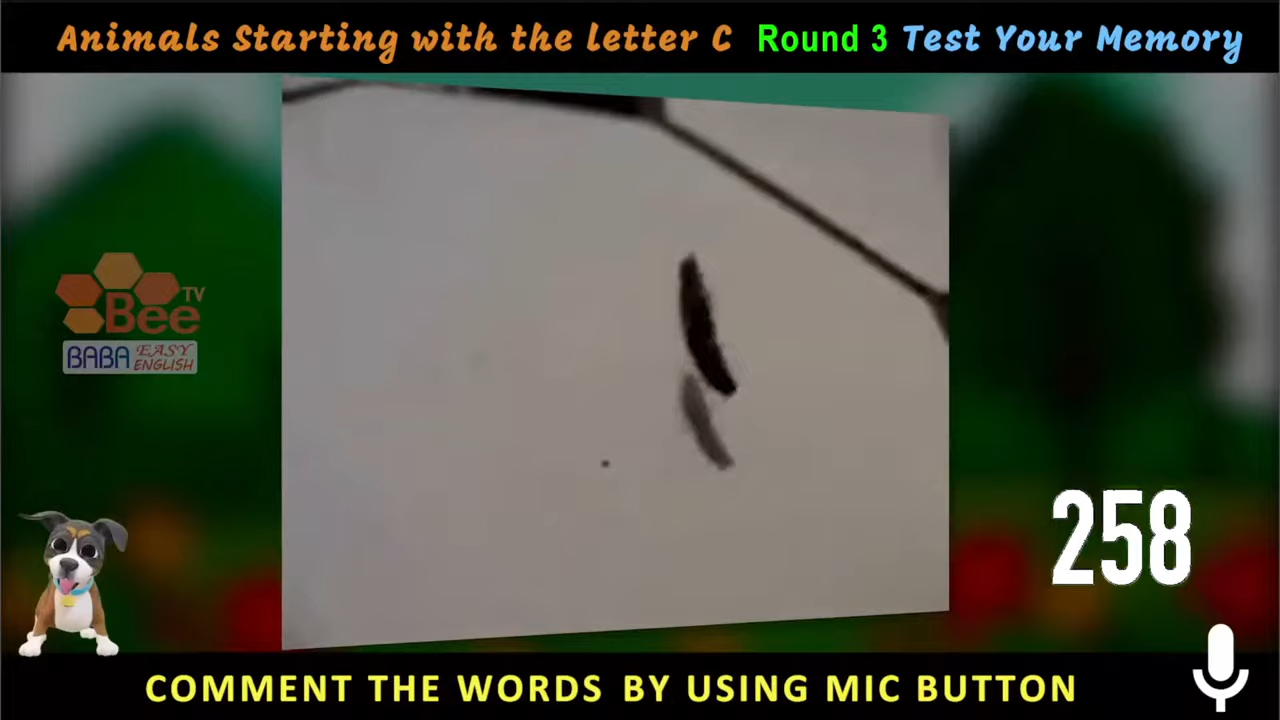 Animals Starting with the letter C Round 3 Test Your Memory
Bee TV
BABA EASY ENGLISH
258
COMMENT THE WORDS BY USING MIC BUTTON